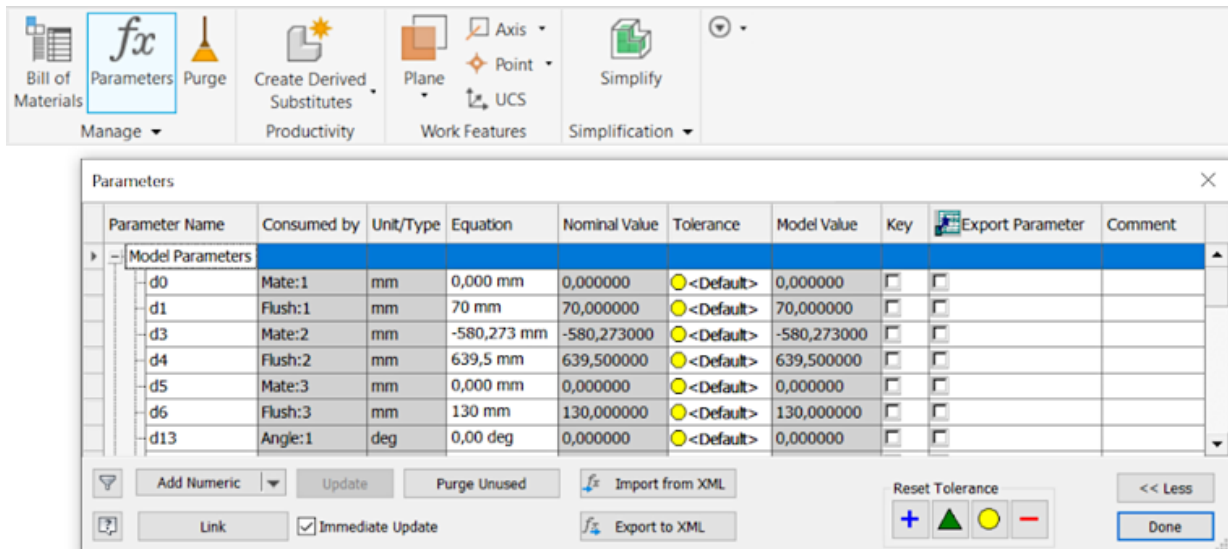 fx
Bill of Materials
Parameters
Purge
Create Derived Substitutes
Plane
Axis
Point
UCS
Simplify
Manage
Productivity
Work Features
Simplification
Parameters
Parameter Name Consumed by Unit/Type Equation Nominal Value Tolerance Model Value Key Export Parameter Comment
Model Parameters
d0 Mate:1 mm 0,000 mm 0,000000 <Default> 0,000000
d1 Flush:1 mm 70 mm 70,000000 <Default> 70,000000
d3 Mate:2 mm -580,273 mm -580,273000 <Default> -580,273000
d4 Flush:2 mm 639,5 mm 639,500000 <Default> 639,500000
d5 Mate:3 mm 0,000 mm 0,000000 <Default> 0,000000
d6 Flush:3 mm 130 mm 130,000000 <Default> 130,000000
d13 Angle:1 deg 0,00 deg 0,000000 <Default> 0,000000
Add Numeric Update Purge Unused fx Import from XML Reset Tolerance << Less
? Link Immediate Update fx Export to XML Done